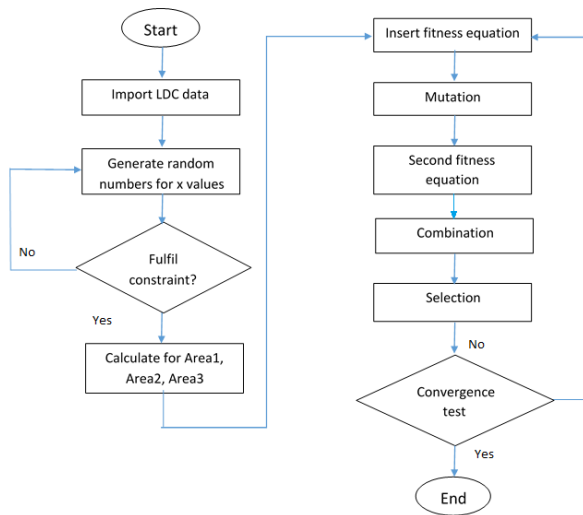 Start
Import LDC data
Generate random
numbers for x values
No
Fulfil
constraint?
Yes
Calculate for Area1,
Area2, Area3
Insert fitness equation
Mutation
Second fitness
equation
Combination
Selection
No
Convergence
test
Yes
End